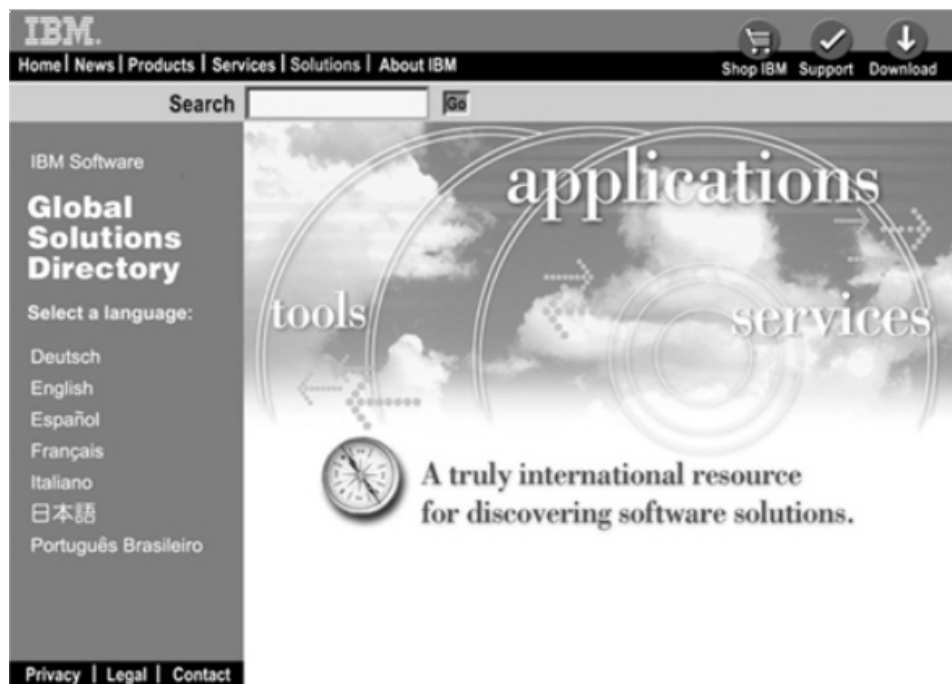 IBM.
Home | News | Products | Services | Solutions | About IBM
Shop IBM Support Download
Search Go
IBM Software
Global
Solutions
Directory
Select a language:
Deutsch
English
Español
Français
Italiano
日本語
Português Brasileiro
applications
tools
services
A truly international resource
for discovering software solutions.
Privacy | Legal | Contact